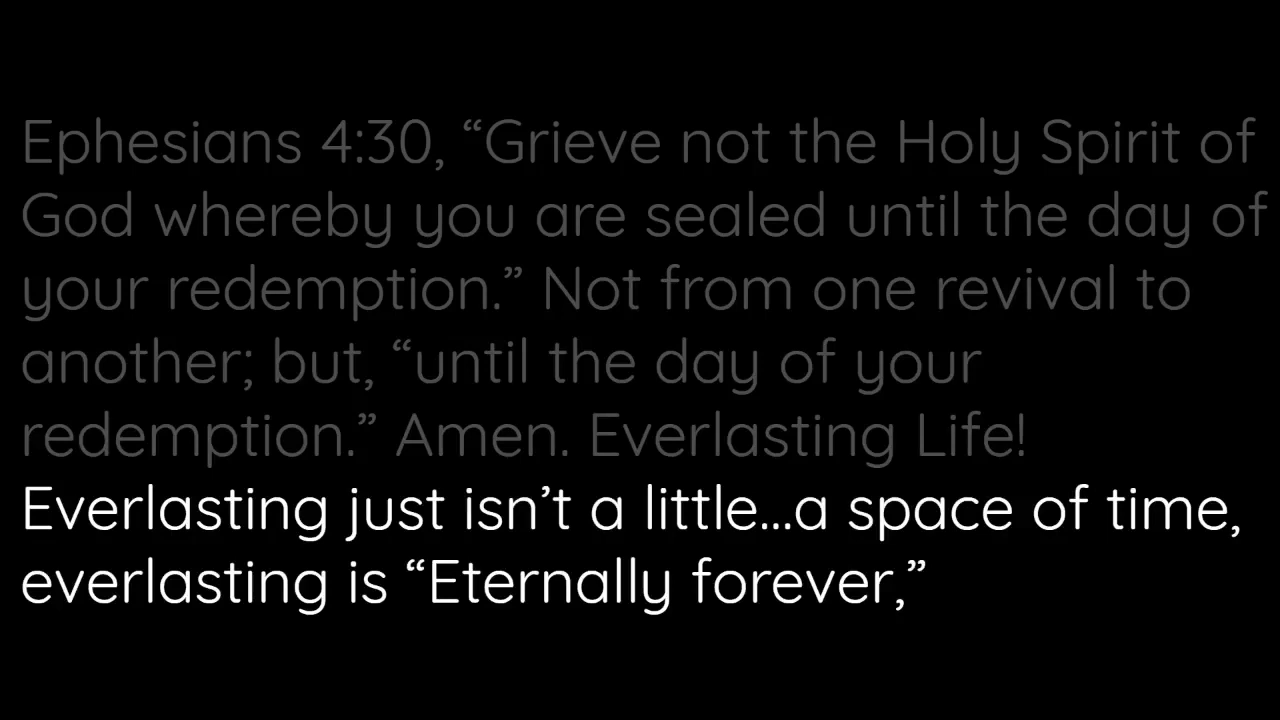 Ephesians 4:30, “Grieve not the Holy Spirit of
God whereby you are sealed until the day of
your redemption.” Not from one revival to
another; but, “until the day of your
redemption.” Amen. Everlasting Life!
Everlasting just isn’t a little...a space of time,
everlasting is “Eternally forever,”